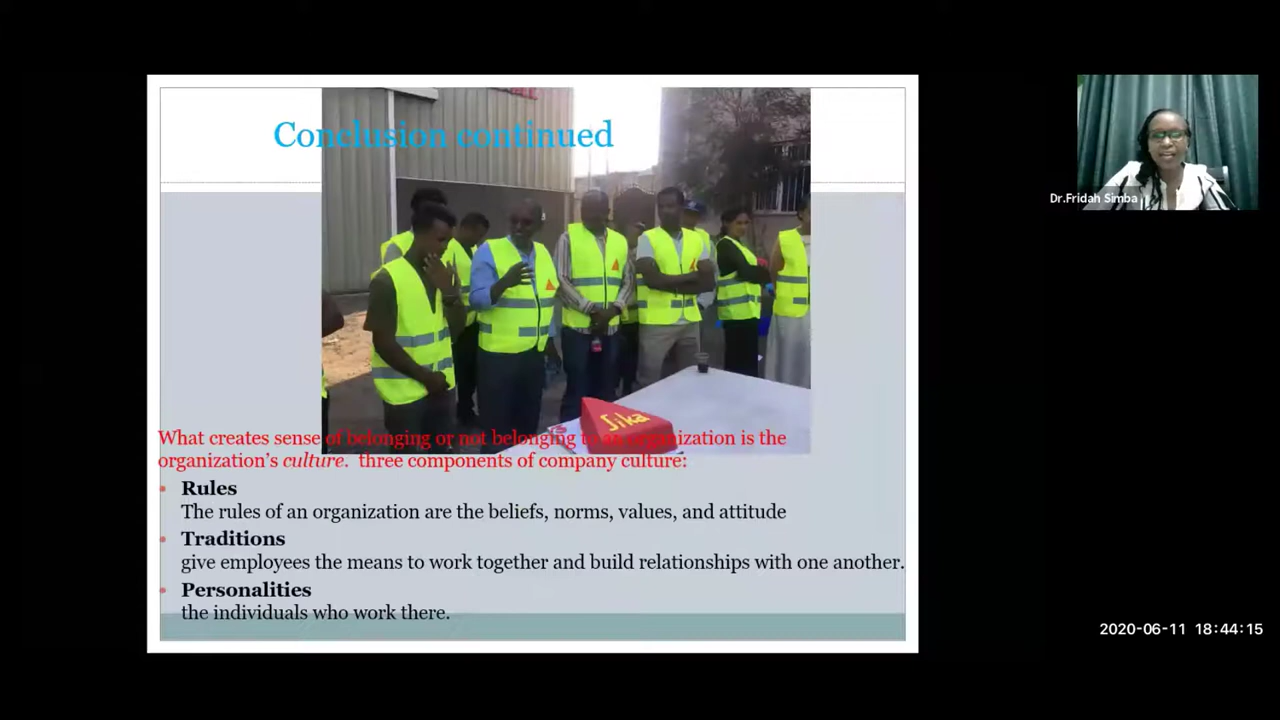 Conclusion continued
Dr.Fridah Simba
Sika
What creates sense of belonging or not belonging to an organization is the
organization's culture. three components of company culture:
• Rules
The rules of an organization are the beliefs, norms, values, and attitude
• Traditions
give employees the means to work together and build relationships with one another.
• Personalities
the individuals who work there.
2020-06-11 18:44:15